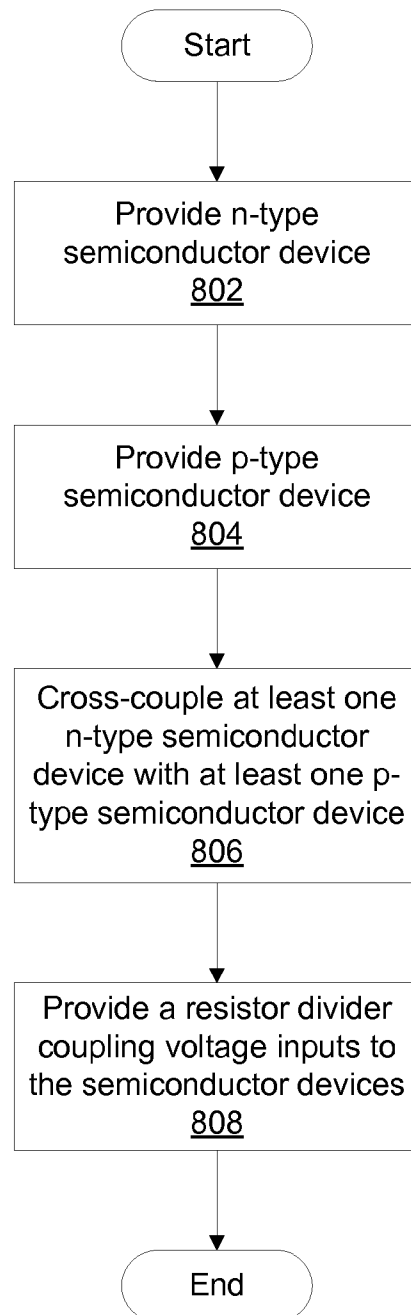 Start
Provide n-type
semiconductor device
802
Provide p-type
semiconductor device
804
Cross-couple at least one
n-type semiconductor
device with at least one p-
type semiconductor device
806
Provide a resistor divider
coupling voltage inputs to
the semiconductor devices
808
End